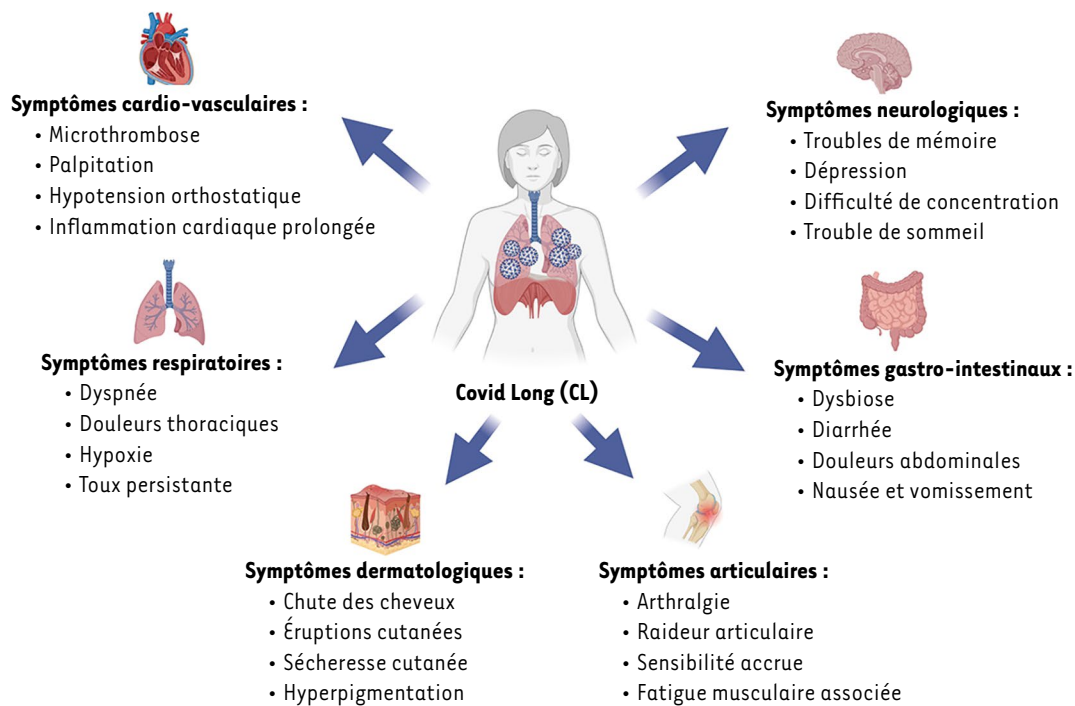 Symptômes cardio-vasculaires :
• Microthrombose
• Palpitation
• Hypotension orthostatique
• Inflammation cardiaque prolongée
Symptômes neurologiques :
• Troubles de mémoire
• Dépression
• Difficulté de concentration
• Trouble de sommeil
Symptômes respiratoires :
• Dyspnée
• Douleurs thoraciques
• Hypoxie
• Toux persistante
Covid Long (CL)
Symptômes gastro-intestinaux :
• Dysbiose
• Diarrhée
• Douleurs abdominales
• Nausée et vomissement
Symptômes dermatologiques :
• Chute des cheveux
• Éruptions cutanées
• Sécheresse cutanée
• Hyperpigmentation
Symptômes articulaires :
• Arthralgie
• Raideur articulaire
• Sensibilité accrue
• Fatigue musculaire associée